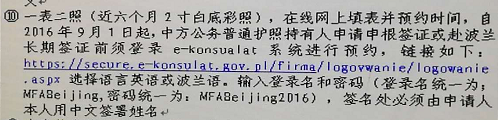 ⑩ 一表二照（近六个月 2 寸白底彩照），在线网上填表并预约时间，自
2016 年 9 月 1 日起，中方公务普通护照持有人申请申根签证或赴波兰
长期签证前须登录 e-konsualat 系统进行预约，链接如下：
https://secure.e-konsulat.gov.pl/firma/logowanie/logowanie
.aspx 选择语言英语或波兰语。输入登录名和密码（登录名统一为：
MFABeijing,密码统一为：MFABeijing2016），签名处必须由申请人
本人用中文签署姓名